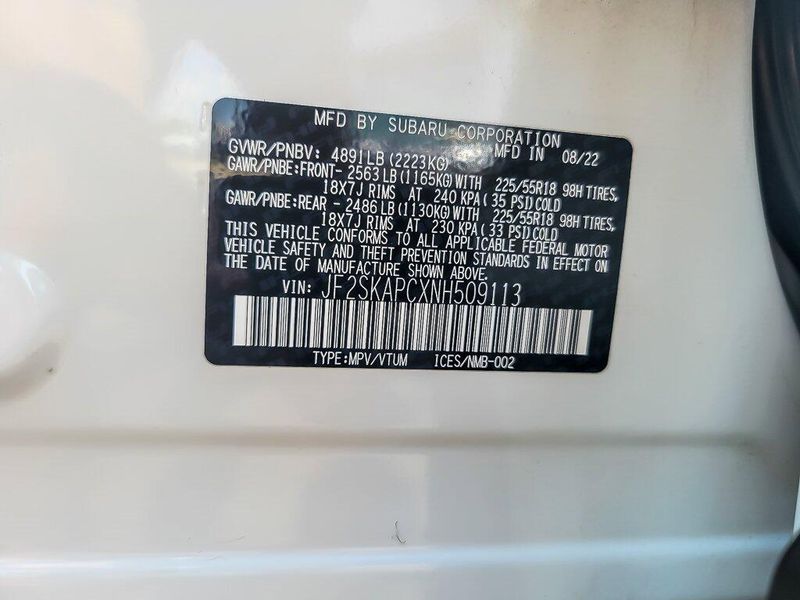 MFD BY SUBARU CORPORATION
GVWR/PNBV: 4891LB (2223KG) MFD IN 08/22
GAWR/PNBE:FRONT- 2563LB (1165KG)WITH 225/55R18 98H TIRES,
18X7J RIMS AT 240 KPA( 35 PSI)COLD
GAWR/PNBE:REAR - 2486LB (1130KG)WITH 225/55R18 98H TIRES,
18X7J RIMS AT 230 KPA( 33 PSI)COLD
THIS VEHICLE CONFORMS TO ALL APPLICABLE FEDERAL MOTOR
VEHICLE SAFETY AND THEFT PREVENTION STANDARDS IN EFFECT ON
THE DATE OF MANUFACTURE SHOWN ABOVE.
VIN: JF2SKAPCXNH509113
TYPE:MPV/VTUM ICES/NMB-002